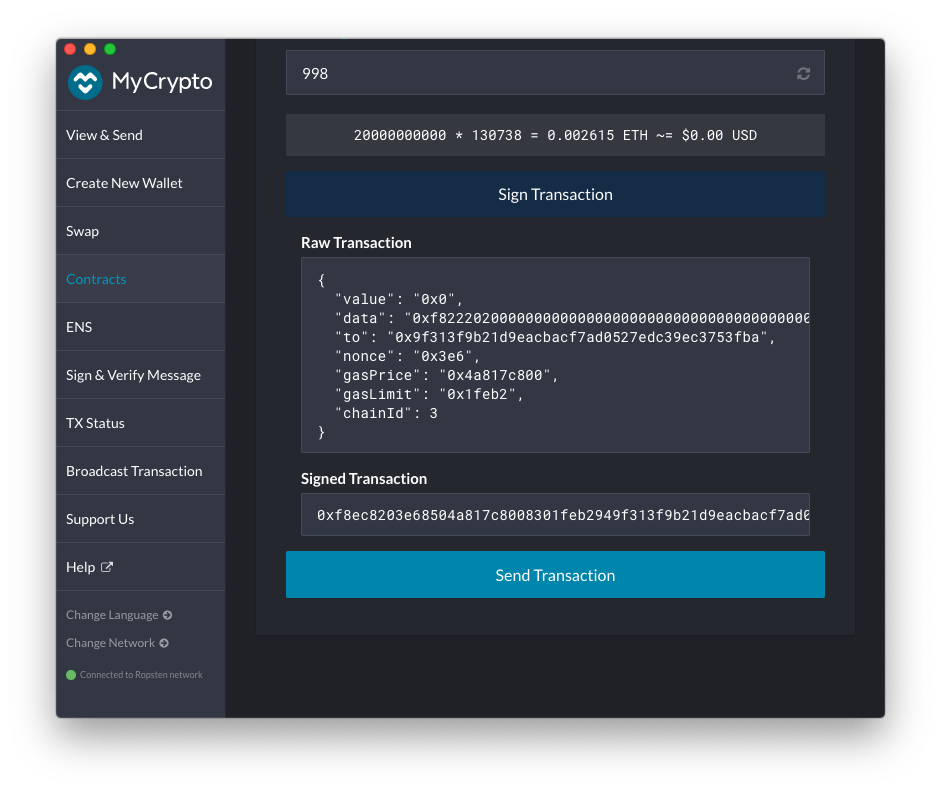 MyCrypto
View & Send
Create New Wallet
Swap
Contracts
ENS
Sign & Verify Message
TX Status
Broadcast Transaction
Support Us
Help
Change Language
Change Network
Connected to Ropsten network
998
20000000000 * 130738 = 0.002615 ETH ~= $0.00 USD
Sign Transaction
Raw Transaction
{
"value": "0x0",
"data": "0xf8222020000000000000000000000000000000000000
"to": "0x9f313f9b21d9eacbacf7ad0527edc39ec3753fba",
"nonce": "0x3e6",
"gasPrice": "0x4a817c800",
"gasLimit": "0x1feb2",
"chainId": 3
}
Signed Transaction
0xf8ec8203e68504a817c8008301feb2949f313f9b21d9eacbacf7ad0
Send Transaction